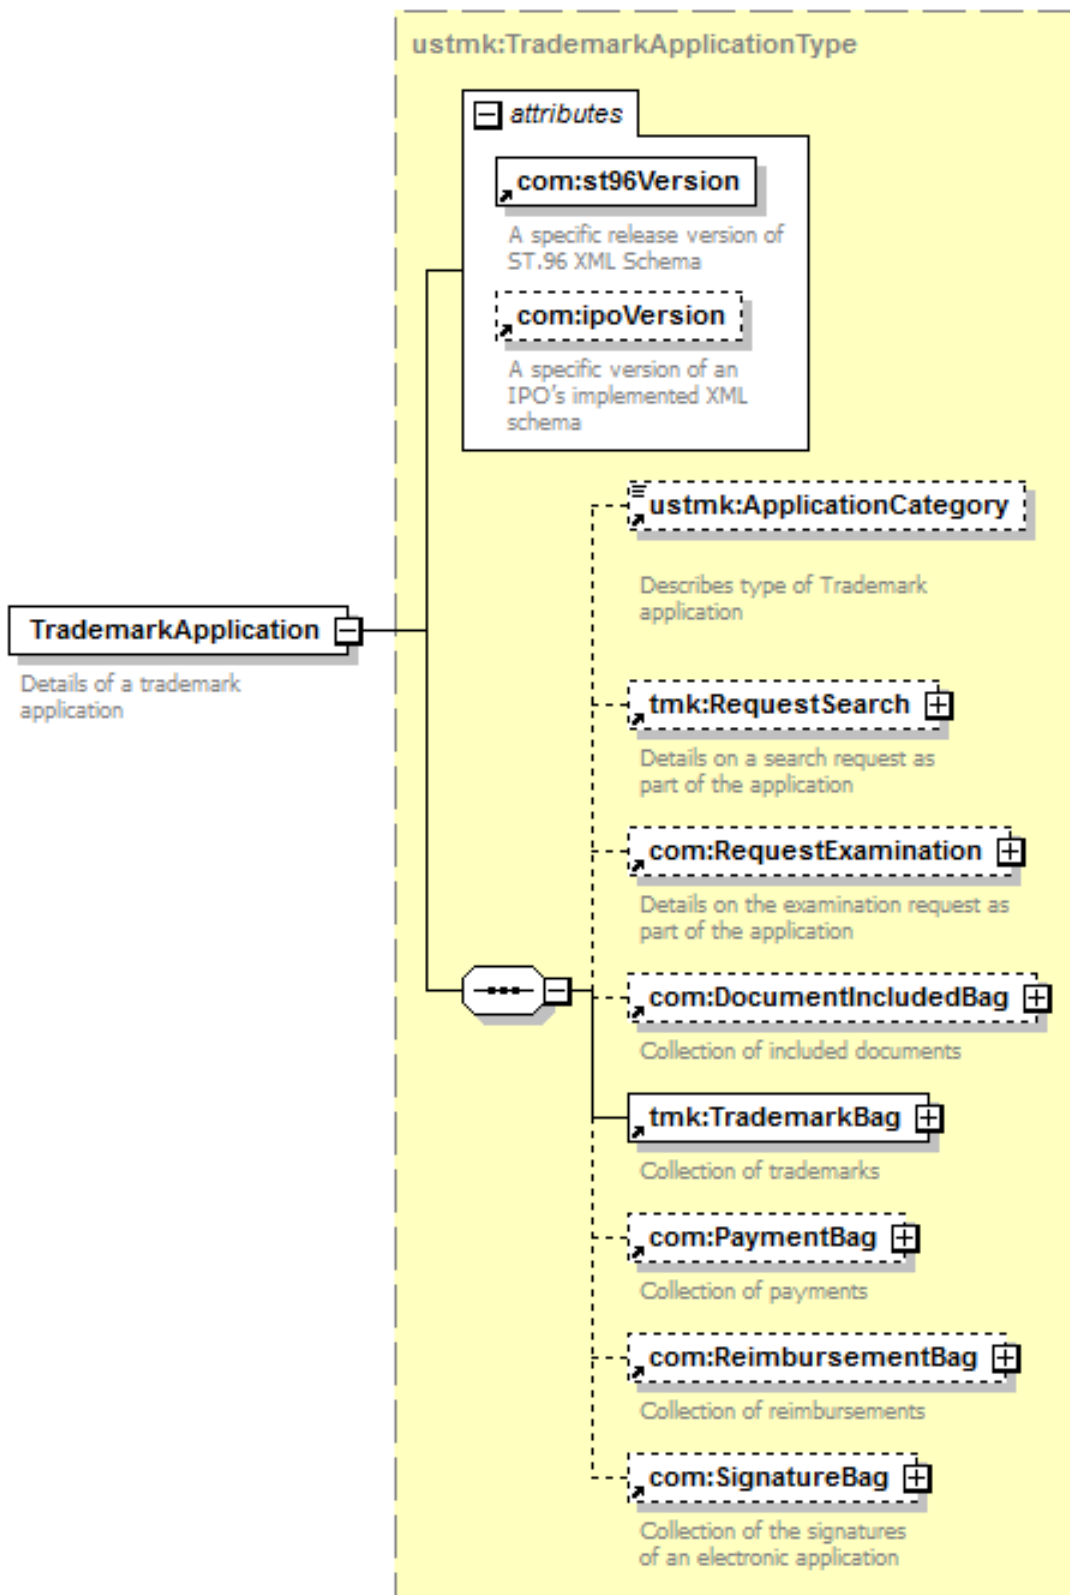 ustmk:TrademarkApplicationType
attributes
com:st96Version
A specific release version of
ST.96 XML Schema
com:ipoVersion
A specific version of an
IPO's implemented XML
schema
ustmk:ApplicationCategory
Describes type of Trademark
application
TrademarkApplication
Details of a trademark
application
tmk:RequestSearch
Details on a search request as
part of the application
com:RequestExamination
Details on the examination request as
part of the application
com:DocumentIncludedBag
Collection of included documents
tmk:TrademarkBag
Collection of trademarks
com:PaymentBag
Collection of payments
com:ReimbursementBag
Collection of reimbursements
com:SignatureBag
Collection of the signatures
of an electronic application